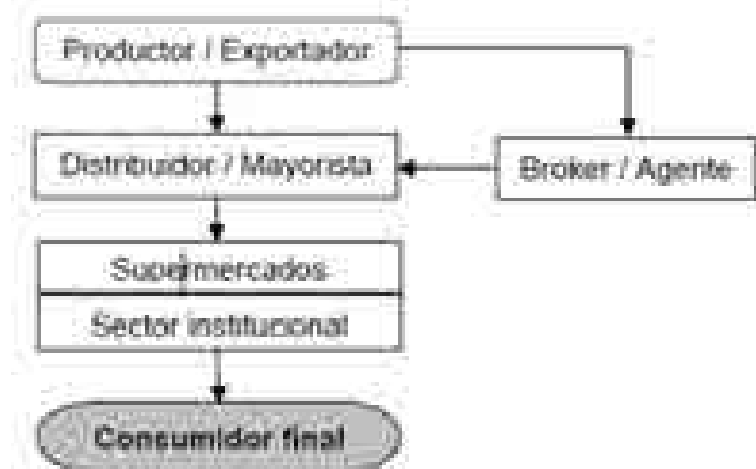 Productor / Exportador
Distribuidor / Mayorista
Broker / Agente
Supermercados
Sector institucional
Consumidor final